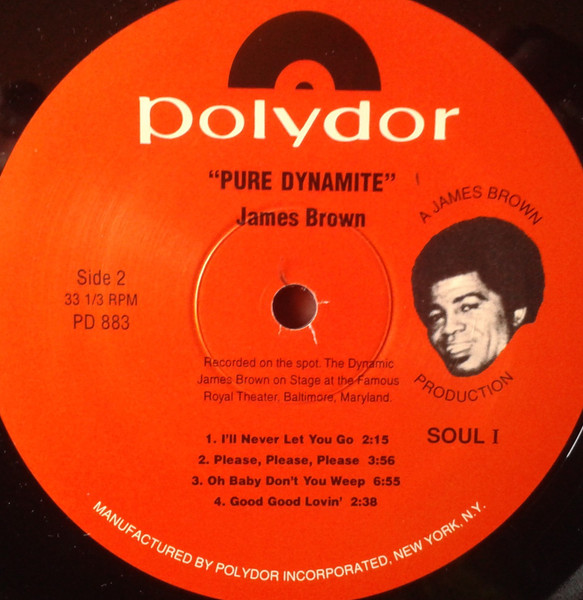 polydor
"PURE DYNAMITE"
James Brown
A JAMES BROWN
PRODUCTION
Side 2
33 1/3 RPM
PD 883
Recorded on the spot. The Dynamic
James Brown on Stage at the Famous
Royal Theater, Baltimore, Maryland.
SOUL I
1. I'll Never Let You Go 2:15
2. Please, Please, Please 3:56
3. Oh Baby Don't You Weep 6:55
4. Good Good Lovin' 2:38
MANUFACTURED BY POLYDOR INCORPORATED, NEW YORK, N.Y.